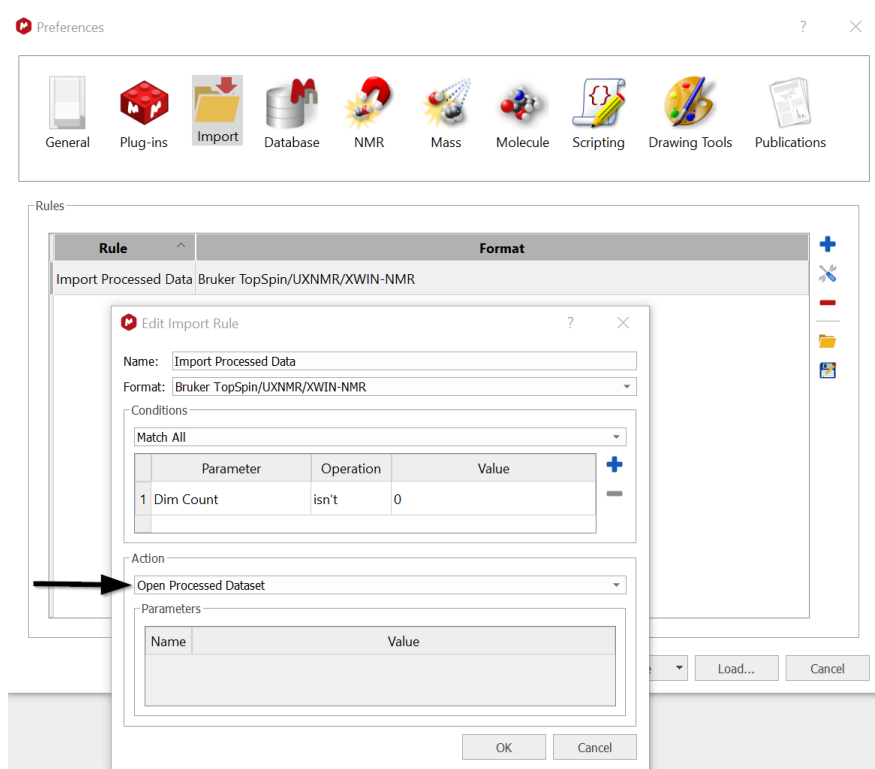 Preferences
?
General Plug-ins Import Database NMR Mass Molecule Scripting Drawing Tools Publications
Rules
Rule Format
Import Processed Data Bruker TopSpin/UXNMR/XWIN-NMR
Edit Import Rule
?
Name: Import Processed Data
Format: Bruker TopSpin/UXNMR/XWIN-NMR
Conditions
Match All
Parameter Operation Value
1 Dim Count isn't 0
Action
Open Processed Dataset
Parameters
Name Value
Load... Cancel
OK Cancel